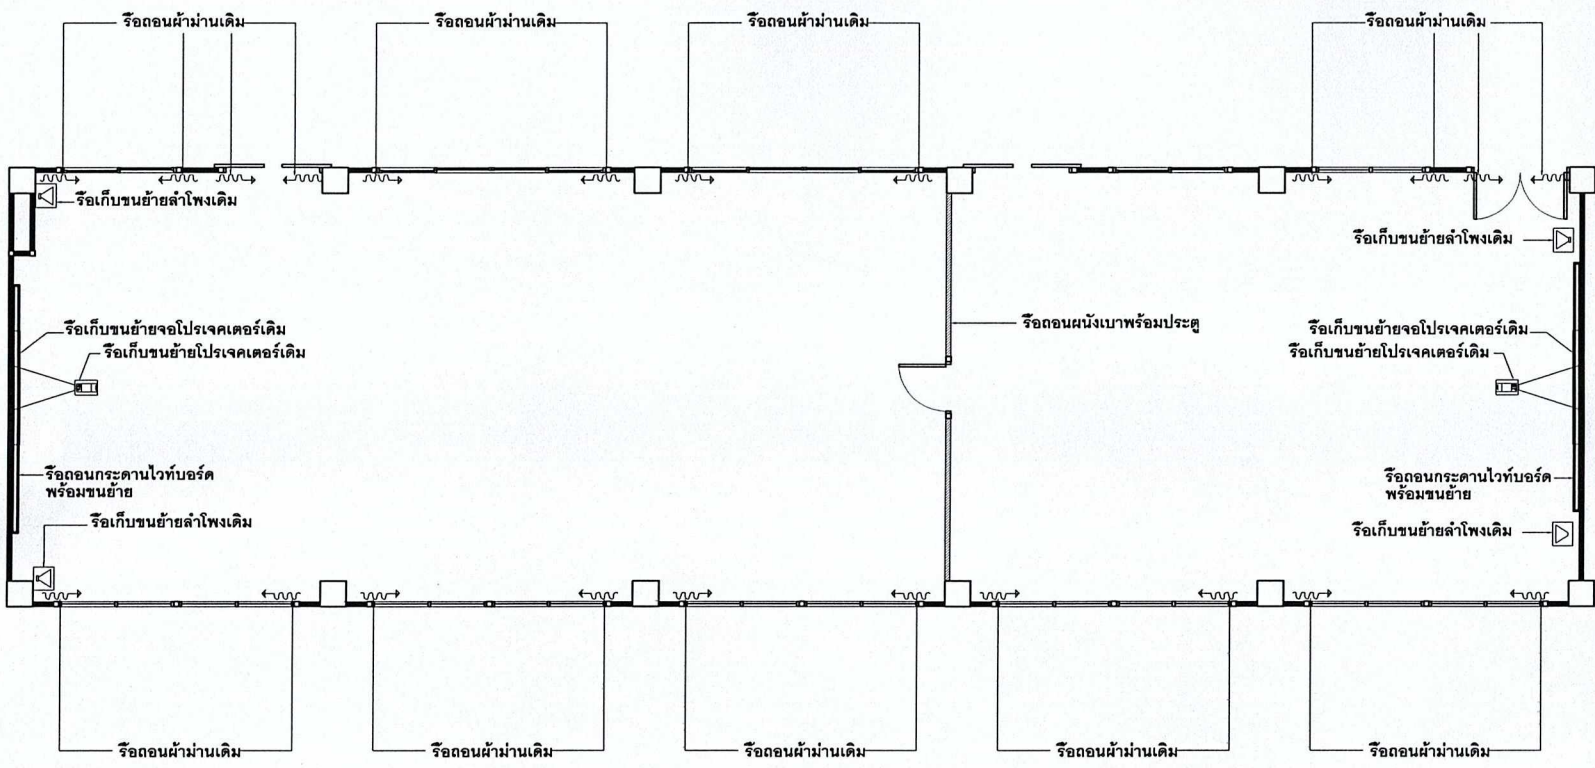 รื้อถอนผ้าม่านเดิม
รื้อถอนผ้าม่านเดิม
รื้อถอนผ้าม่านเดิม
รื้อถอนผ้าม่านเดิม
รื้อเก็บขนย้ายลำโพงเดิม
รื้อเก็บขนย้ายลำโพงเดิม
รื้อเก็บขนย้ายจอโปรเจคเตอร์เดิม
รื้อเก็บขนย้ายโปรเจคเตอร์เดิม
รื้อถอนผนังเบาพร้อมประตู
รื้อเก็บขนย้ายจอโปรเจคเตอร์เดิม
รื้อเก็บขนย้ายโปรเจคเตอร์เดิม
รื้อถอนกระดานไวท์บอร์ด
พร้อมขนย้าย
รื้อถอนกระดานไวท์บอร์ด
พร้อมขนย้าย
รื้อเก็บขนย้ายลำโพงเดิม
รื้อเก็บขนย้ายลำโพงเดิม
รื้อถอนผ้าม่านเดิม
รื้อถอนผ้าม่านเดิม
รื้อถอนผ้าม่านเดิม
รื้อถอนผ้าม่านเดิม
รื้อถอนผ้าม่านเดิม